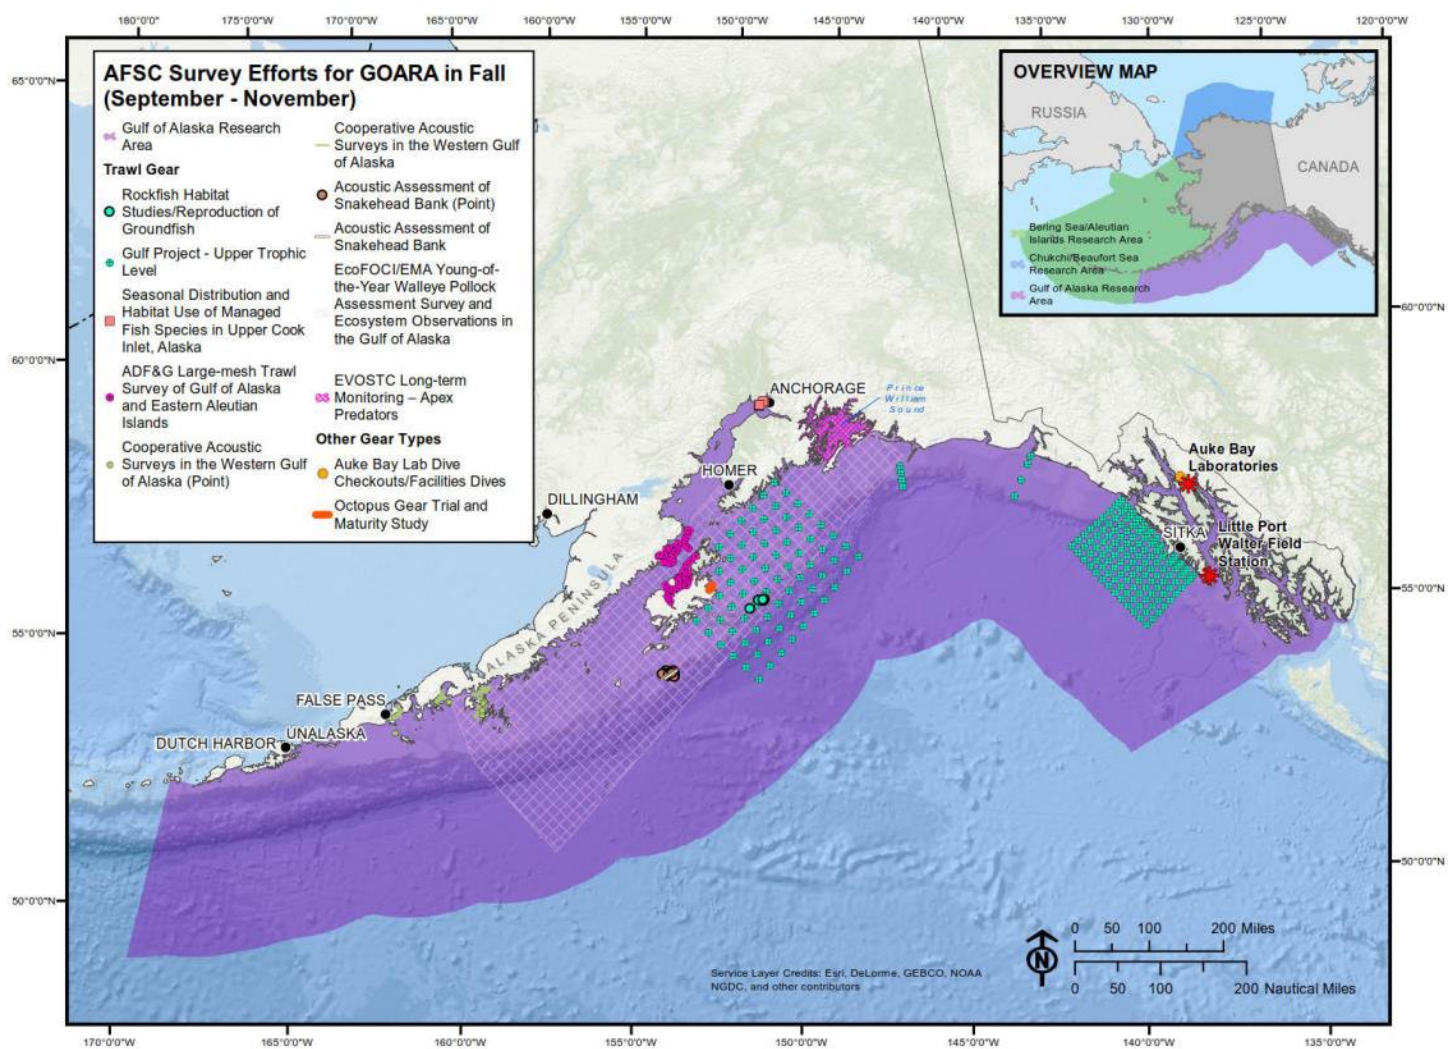 180°0'0"
175°0'0"W
170°0'0"W
165°0'0"W
160°0'0"W
155°0'0"W
150°0'0"W
145°0'0"W
140°0'0"W
135°0'0"W
130°0'0"W
125°0'0"W
120°0'0"W
65°0'0"N
60°0'0"N
55°0'0"N
50°0'0"N
AFSC Survey Efforts for GOARA in Fall
(September - November)
Gulf of Alaska Research
Area
Trawl Gear
Rockfish Habitat
Studies/Reproduction of
Groundfish
Gulf Project - Upper Trophic
Level
Seasonal Distribution and
Habitat Use of Managed
Fish Species in Upper Cook
Inlet, Alaska
ADF&G Large-mesh Trawl
Survey of Gulf of Alaska
and Eastern Aleutian
Islands
Cooperative Acoustic
Surveys in the Western Gulf
of Alaska (Point)
Cooperative Acoustic
Surveys in the Western Gulf
of Alaska
Acoustic Assessment of
Snakehead Bank (Point)
Acoustic Assessment of
Snakehead Bank
EcoFOCI/EMA Young-of-
the-Year Walleye Pollock
Assessment Survey and
Ecosystem Observations in
the Gulf of Alaska
EVOSTC Long-term
Monitoring – Apex
Predators
Other Gear Types
Auke Bay Lab Dive
Checkouts/Facilities Dives
Octopus Gear Trial and
Maturity Study
OVERVIEW MAP
RUSSIA
CANADA
Bering Sea/Aleutian
Islands Research Area
Chukchi/Beaufort Sea
Research Area
Gulf of Alaska Research
Area
ANCHORAGE
Prince
William
Sound
HOMER
DILLINGHAM
ALASKA PENINSULA
FALSE PASS
UNALASKA
DUTCH HARBOR
Auke Bay
Laboratories
SITKA
Little Port
Walter Field
Station
60°0'0"N
55°0'0"N
50°0'0"N
N
0 50 100 200 Miles
0 50 100 200 Nautical Miles
Service Layer Credits: Esri, DeLorme, GEBCO, NOAA
NGDC, and other contributors
170°0'0"W
165°0'0"W
160°0'0"W
155°0'0"W
150°0'0"W
145°0'0"W
140°0'0"W
135°0'0"W